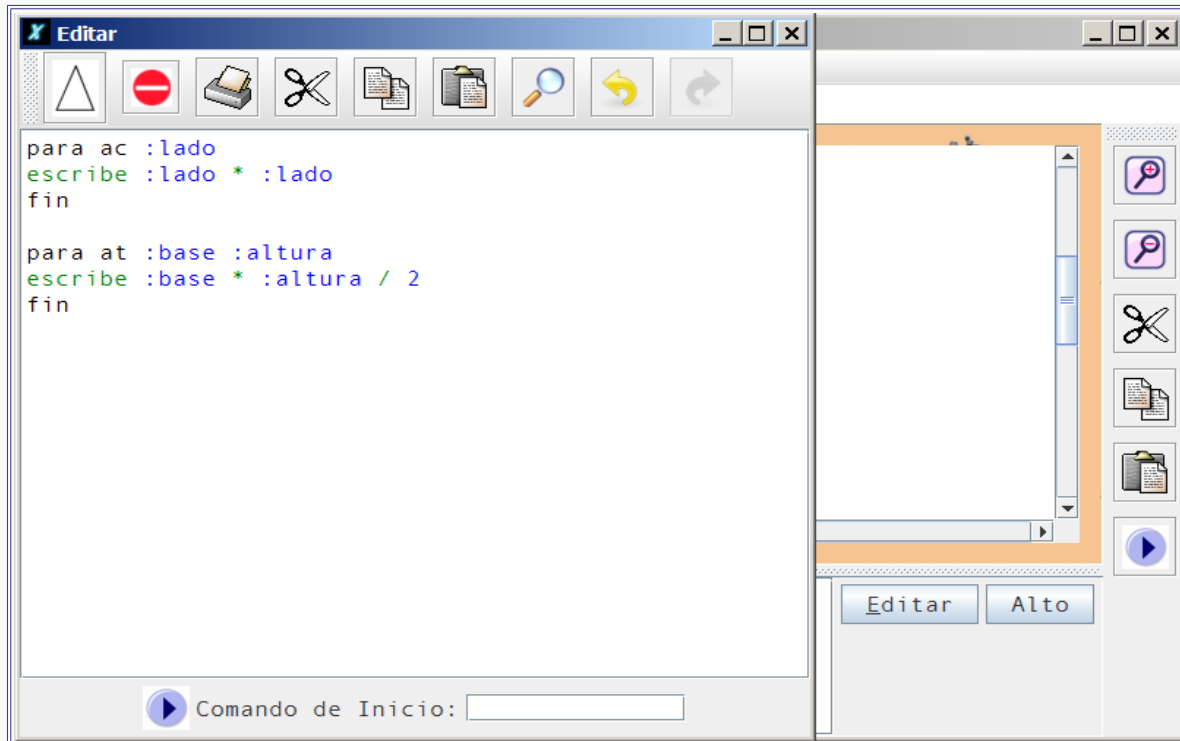 Editar
para ac :lado
escribe :lado * :lado
fin
para at :base :altura
escribe :base * :altura / 2
fin
Comando de Inicio:
Editar
Alto